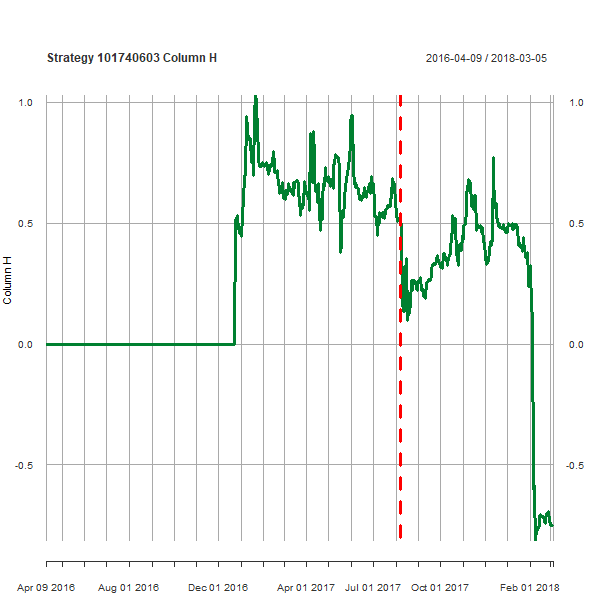 Strategy 101740603 Column H
2016-04-09 / 2018-03-05
1.0 1.0
0.5 0.5
Column H
0.0 0.0
-0.5 -0.5
Apr 09 2016 Aug 01 2016 Dec 01 2016 Apr 01 2017 Jul 01 2017 Oct 01 2017 Feb 01 2018